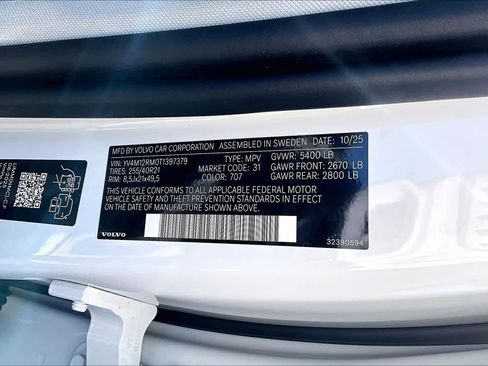 MFD BY VOLVO CAR CORPORATION ASSEMBLED IN SWEDEN DATE: 10/25
VIN: YV4M12RM0T1397379 TYPE: MPV GVWR: 5400 LB
TIRES: 255/40R21 MARKET CODE: 31 GAWR FRONT: 2670 LB
RIM: 8,5Jx21x49,5 COLOR: 707 GAWR REAR: 2800 LB
THIS VEHICLE CONFORMS TO ALL APPLICABLE FEDERAL MOTOR
VEHICLE SAFETY AND THEFT PREVENTION STANDARDS IN EFFECT
ON THE DATE OF MANUFACTURE SHOWN ABOVE.
VOLVO 32390594